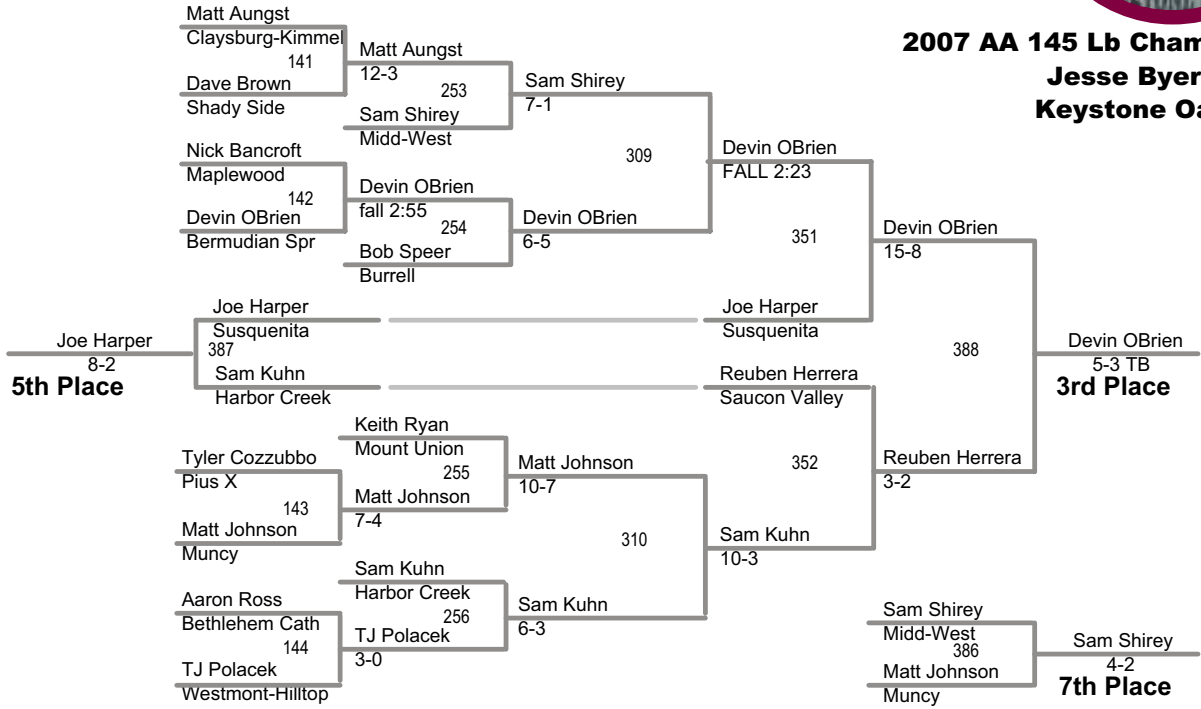 Matt Aungst
Claysburg-Kimmel
141
Dave Brown
Shady Side
Matt Aungst
12-3
253
Sam Shirey
Midd-West
Sam Shirey
7-1
2007 AA 145 Lb Cham
Jesse Byer
Keystone Oa
Nick Bancroft
Maplewood
142
Devin OBrien
Bermudian Spr
Devin OBrien
fall 2:55
254
Bob Speer
Burrell
Devin OBrien
6-5
309
Devin OBrien
FALL 2:23
351
Joe Harper
Susquenita
Devin OBrien
15-8
Joe Harper
Susquenita
387
Sam Kuhn
Harbor Creek
Joe Harper
8-2
5th Place
388
Devin OBrien
5-3 TB
3rd Place
Reuben Herrera
Saucon Valley
352
Reuben Herrera
3-2
Keith Ryan
Mount Union
255
Tyler Cozzubbo
Pius X
143
Matt Johnson
Muncy
Matt Johnson
7-4
Matt Johnson
10-7
310
Sam Kuhn
10-3
Sam Kuhn
Harbor Creek
256
Aaron Ross
Bethlehem Cath
144
TJ Polacek
Westmont-Hilltop
TJ Polacek
3-0
Sam Kuhn
6-3
Sam Shirey
Midd-West
386
Matt Johnson
Muncy
Sam Shirey
4-2
7th Place